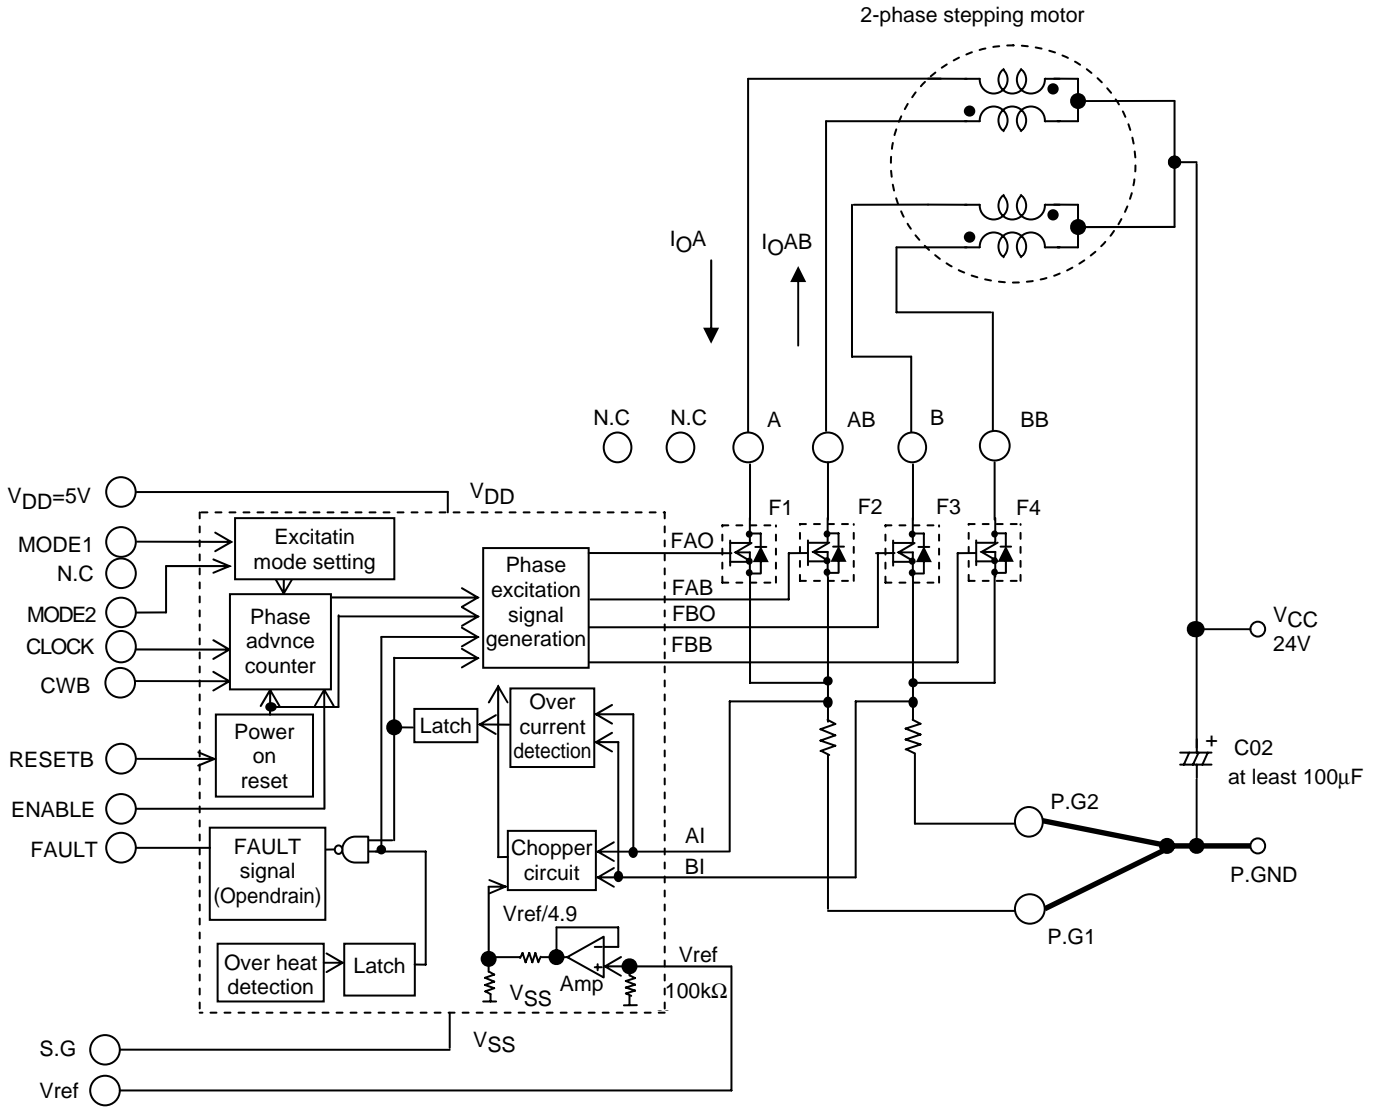 2-phase stepping motor
IOA
IOAB
N.C
N.C
A
AB
B
BB
VDD=5V
VDD
MODE1
N.C
MODE2
CLOCK
CWB
RESETB
ENABLE
FAULT
S.G
Vref
Excitatin
mode setting
Phase
advnce
counter
Power
on
reset
FAULT
signal
(Opendrain)
Over heat
detection
Latch
Phase
excitation
signal
generation
Latch
Over
current
detection
Chopper
circuit
Vref/4.9
Amp
VSS
Vref
100kΩ
VSS
FAO
FAB
FBO
FBB
AI
BI
F1
F2
F3
F4
VCC
24V
+
C02
at least 100μF
P.G2
P.G1
P.GND